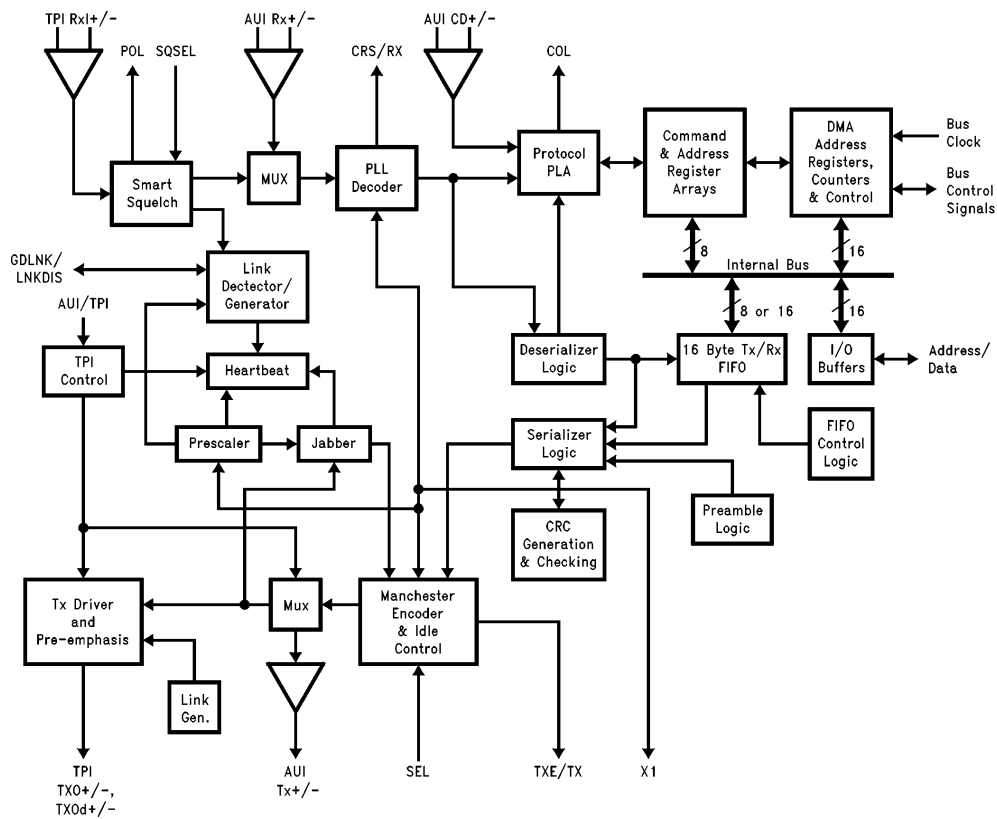 TPI RxI+/-
AUI Rx+/-
AUI CD+/-
POL
SQSEL
CRS/RX
COL
Smart
Squelch
MUX
PLL
Decoder
Protocol
PLA
Command
& Address
Register
Arrays
DMA
Address
Registers,
Counters
& Control
Bus
Clock
Bus
Control
Signals
GDLNK/
LNKDIS
Link
Dectector/
Generator
8
16
Internal Bus
8 or 16
16
AUI/TPI
TPI
Control
Heartbeat
Deserializer
Logic
16 Byte Tx/Rx
FIFO
I/O
Buffers
Address/
Data
Prescaler
Jabber
Serializer
Logic
FIFO
Control
Logic
CRC
Generation
& Checking
Preamble
Logic
Tx Driver
and
Pre-emphasis
Mux
Manchester
Encoder
& Idle
Control
Link
Gen.
TPI
TXO+/-,
TXOd+/-
AUI
Tx+/-
SEL
TXE/TX
X1